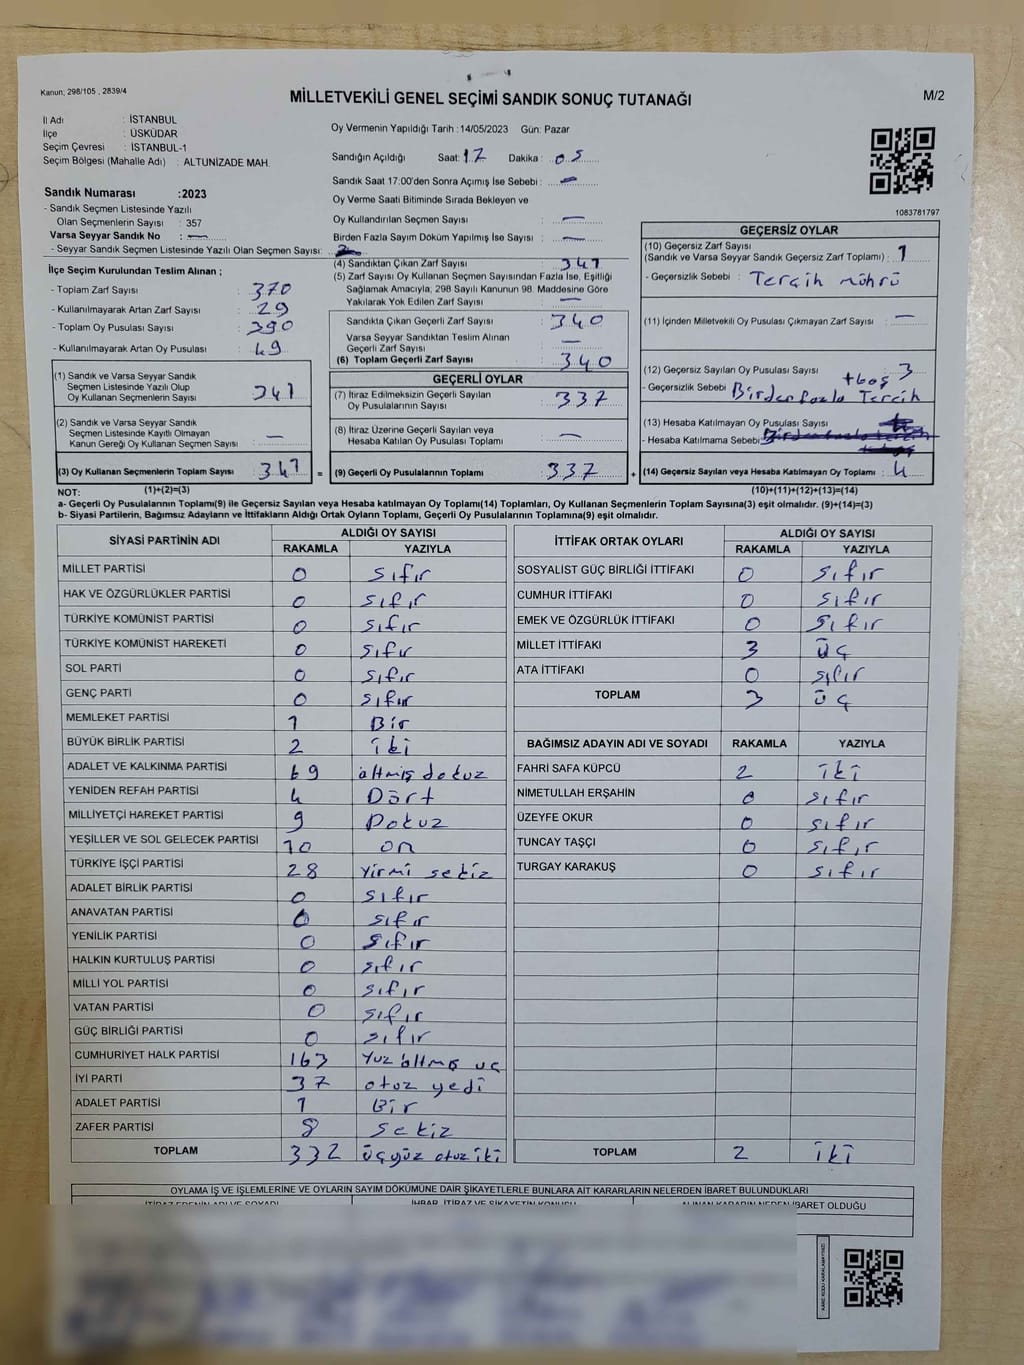 Kanun; 298/105 , 2839/4
MİLLETVEKİLİ GENEL SEÇİMİ SANDIK SONUÇ TUTANAĞI
M/2
İl Adı : İSTANBUL
İlçe : ÜSKÜDAR
Seçim Çevresi : İSTANBUL-1
Seçim Bölgesi (Mahalle Adı) : ALTUNİZADE MAH.
Sandık Numarası :2023
- Sandık Seçmen Listesinde Yazılı
Olan Seçmenlerin Sayısı : 357
Varsa Seyyar Sandık No : —
- Seyyar Sandık Seçmen Listesinde Yazılı Olan Seçmen Sayısı:
Oy Vermenin Yapıldığı Tarih :14/05/2023 Gün: Pazar
Sandığın Açıldığı Saat: 17 Dakika : 05
Sandık Saat 17:00'den Sonra Açımış İse Sebebi : —
Oy Verme Saati Bitiminde Sırada Bekleyen ve
Oy Kullandırılan Seçmen Sayısı : —
Birden Fazla Sayım Döküm Yapılmış İse Sayısı : —
1083781797
İlçe Seçim Kurulundan Teslim Alınan ;
- Toplam Zarf Sayısı : 370
- Kullanılmayarak Artan Zarf Sayısı : 29
- Toplam Oy Pusulası Sayısı : 390
- Kullanılmayarak Artan Oy Pusulası : 49
(1) Sandık ve Varsa Seyyar Sandık
Seçmen Listesinde Yazılı Olup
Oy Kullanan Seçmenlerin Sayısı : 341
(2) Sandık ve Varsa Seyyar Sandık
Seçmen Listesinde Kayıtlı Olmayan
Kanun Gereği Oy Kullanan Seçmen Sayısı : —
(3) Oy Kullanan Seçmenlerin Toplam Sayısı : 341
(4) Sandıktan Çıkan Zarf Sayısı : 341
(5) Zarf Sayısı Oy Kullanan Seçmen Sayısından Fazla İse, Eşitliği
Sağlamak Amacıyla; 298 Sayılı Kanunun 98. Maddesine Göre
Yakılarak Yok Edilen Zarf Sayısı : —
Sandıkta Çıkan Geçerli Zarf Sayısı : 340
Varsa Seyyar Sandıktan Teslim Alınan
Geçerli Zarf Sayısı : —
(6) Toplam Geçerli Zarf Sayısı : 340
GEÇERLİ OYLAR
(7) İtiraz Edilmeksizin Geçerli Sayılan
Oy Pusulalarının Sayısı : 337
(8) İtiraz Üzerine Geçerli Sayılan veya
Hesaba Katılan Oy Pusulası Toplamı : —
= (9) Geçerli Oy Pusulalarının Toplamı : 337 +
GEÇERSİZ OYLAR
(10) Geçersiz Zarf Sayısı
(Sandık ve Varsa Seyyar Sandık Geçersiz Zarf Toplamı) : 1
- Geçersizlik Sebebi : Tercih mührü
(11) İçinden Milletvekili Oy Pusulası Çıkmayan Zarf Sayısı : —
(12) Geçersiz Sayılan Oy Pusulası Sayısı : 3
- Geçersizlik Sebebi : Birden fazla Tercih +boş
(13) Hesaba Katılmayan Oy Pusulası Sayısı :
- Hesaba Katılmama Sebebi :
(14) Geçersiz Sayılan veya Hesaba Katılmayan Oy Toplamı : 4
NOT: (1)+(2)=(3) (10)+(11)+(12)+(13)=(14)
a- Geçerli Oy Pusulalarının Toplamı(9) ile Geçersiz Sayılan veya Hesaba katılmayan Oy Toplamı(14) Toplamları, Oy Kullanan Seçmenlerin Toplam Sayısına(3) eşit olmalıdır. (9)+(14)=(3)
b- Siyasi Partilerin, Bağımsız Adayların ve İttifakların Aldığı Ortak Oyların Toplamı, Geçerli Oy Pusulalarının Toplamına(9) eşit olmalıdır.
SİYASİ PARTİNİN ADI ALDIĞI OY SAYISI
RAKAMLA YAZIYLA
MİLLET PARTİSİ 0 sıfır
HAK VE ÖZGÜRLÜKLER PARTİSİ 0 sıfır
TÜRKİYE KOMÜNİST PARTİSİ 0 sıfır
TÜRKİYE KOMÜNİST HAREKETİ 0 sıfır
SOL PARTİ 0 sıfır
GENÇ PARTİ 0 sıfır
MEMLEKET PARTİSİ 1 Bir
BÜYÜK BİRLİK PARTİSİ 2 iki
ADALET VE KALKINMA PARTİSİ 69 altmış dokuz
YENİDEN REFAH PARTİSİ 4 Dört
MİLLİYETÇİ HAREKET PARTİSİ 9 Dokuz
YEŞİLLER VE SOL GELECEK PARTİSİ 10 on
TÜRKİYE İŞÇİ PARTİSİ 28 Yirmi sekiz
ADALET BİRLİK PARTİSİ 0 sıfır
ANAVATAN PARTİSİ 0 sıfır
YENİLİK PARTİSİ 0 sıfır
HALKIN KURTULUŞ PARTİSİ 0 sıfır
MİLLİ YOL PARTİSİ 0 sıfır
VATAN PARTİSİ 0 sıfır
GÜÇ BİRLİĞİ PARTİSİ 0 sıfır
CUMHURİYET HALK PARTİSİ 163 Yuz altmış uç
İYİ PARTİ 37 otuz yedi
ADALET PARTİSİ 1 Bir
ZAFER PARTİSİ 8 sekiz
TOPLAM 332 üçyüz otuz iki
İTTİFAK ORTAK OYLARI ALDIĞI OY SAYISI
RAKAMLA YAZIYLA
SOSYALİST GÜÇ BİRLİĞİ İTTİFAKI 0 sıfır
CUMHUR İTTİFAKI 0 sıfır
EMEK VE ÖZGÜRLÜK İTTİFAKI 0 sıfır
MİLLET İTTİFAKI 3 üç
ATA İTTİFAKI 0 sıfır
TOPLAM 3 üç
BAĞIMSIZ ADAYIN ADI VE SOYADI RAKAMLA YAZIYLA
FAHRİ SAFA KÜPCÜ 2 iki
NİMETULLAH ERŞAHİN 0 sıfır
ÜZEYFE OKUR 0 sıfır
TUNCAY TAŞÇI 0 sıfır
TURGAY KARAKUŞ 0 sıfır
TOPLAM 2 iki
OYLAMA İŞ VE İŞLEMLERİNE VE OYLARIN SAYIM DÖKÜMÜNE DAİR ŞİKAYETLERLE BUNLARA AİT KARARLARIN NELERDEN İBARET BULUNDUKLARI
İTİRAZ EDENİN ADI VE SOYADI İHBAR, İTİRAZ VE ŞİKAYETİN KONUSU ALINAN KARARIN NEDEN İBARET OLDUĞU
KARE KODU KARALAMAYINIZ!